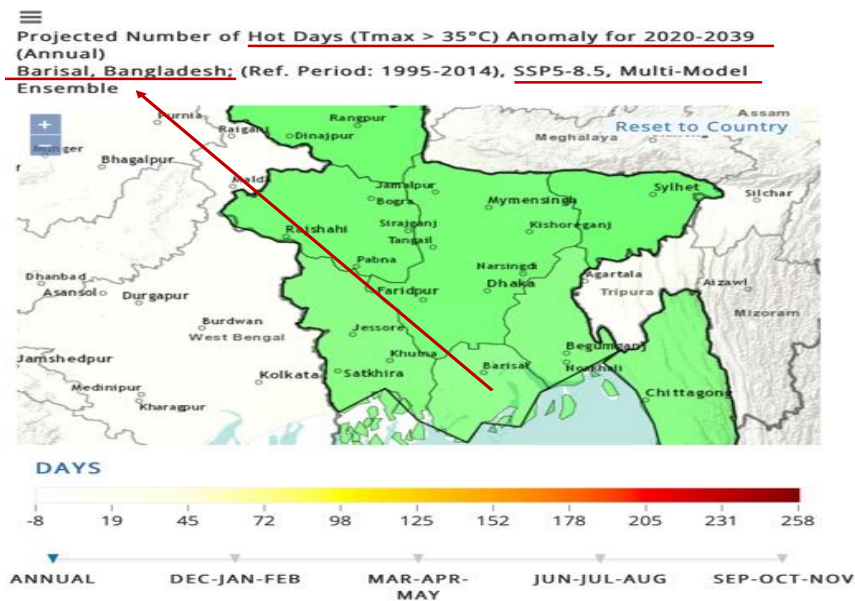 Projected Number of Hot Days (Tmax > 35°C) Anomaly for 2020-2039
(Annual)
Barisal, Bangladesh; (Ref. Period: 1995-2014), SSP5-8.5, Multi-Model
Ensemble
+
−
Reset to Country
Assam
Purnia
Raiganj
Rangpur
Dinajpur
Meghalaya
Bhagalpur
Jamalpur
Bogra
Mymensingh
Sylhet
Silchar
Rajshahi
Sirajganj
Kishoreganj
Tangail
Pabna
Narsingdi
Dhanbad
Asansol
Durgapur
Faridpur
Dhaka
Agartala
Tripura
Aizawl
Mizoram
Burdwan
West Bengal
Jessore
Begumganj
Jamshedpur
Khulna
Kolkata
Satkhira
Barisal
Noakhali
Medinipur
Kharagpur
Chittagong
DAYS
-8 19 45 72 98 125 152 178 205 231 258
ANNUAL DEC-JAN-FEB MAR-APR- JUN-JUL-AUG SEP-OCT-NOV
MAY